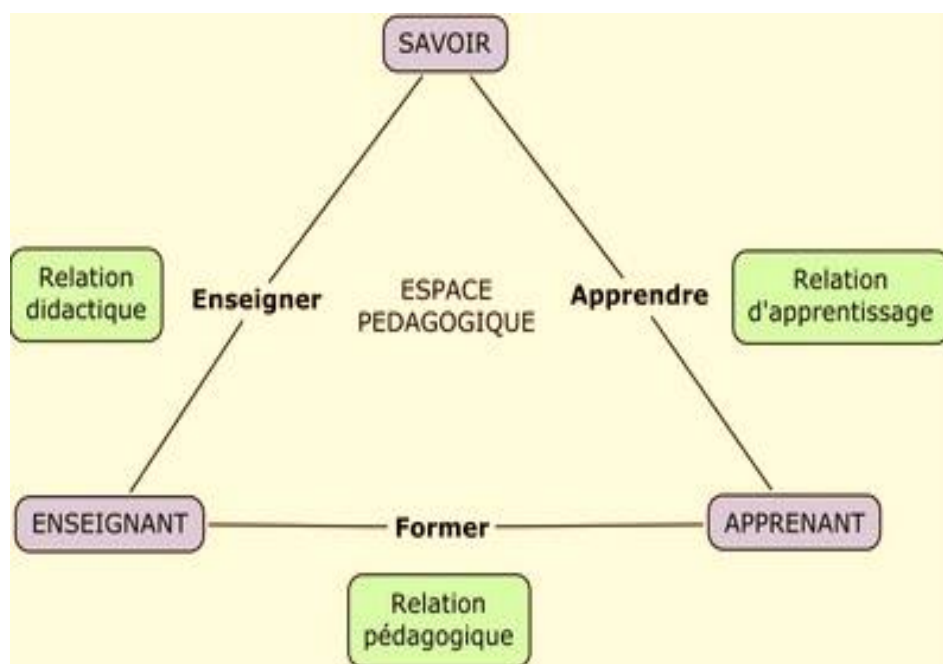 SAVOIR
Relation
didactique
Enseigner
ESPACE
PEDAGOGIQUE
Apprendre
Relation
d'apprentissage
ENSEIGNANT
Former
APPRENANT
Relation
pédagogique